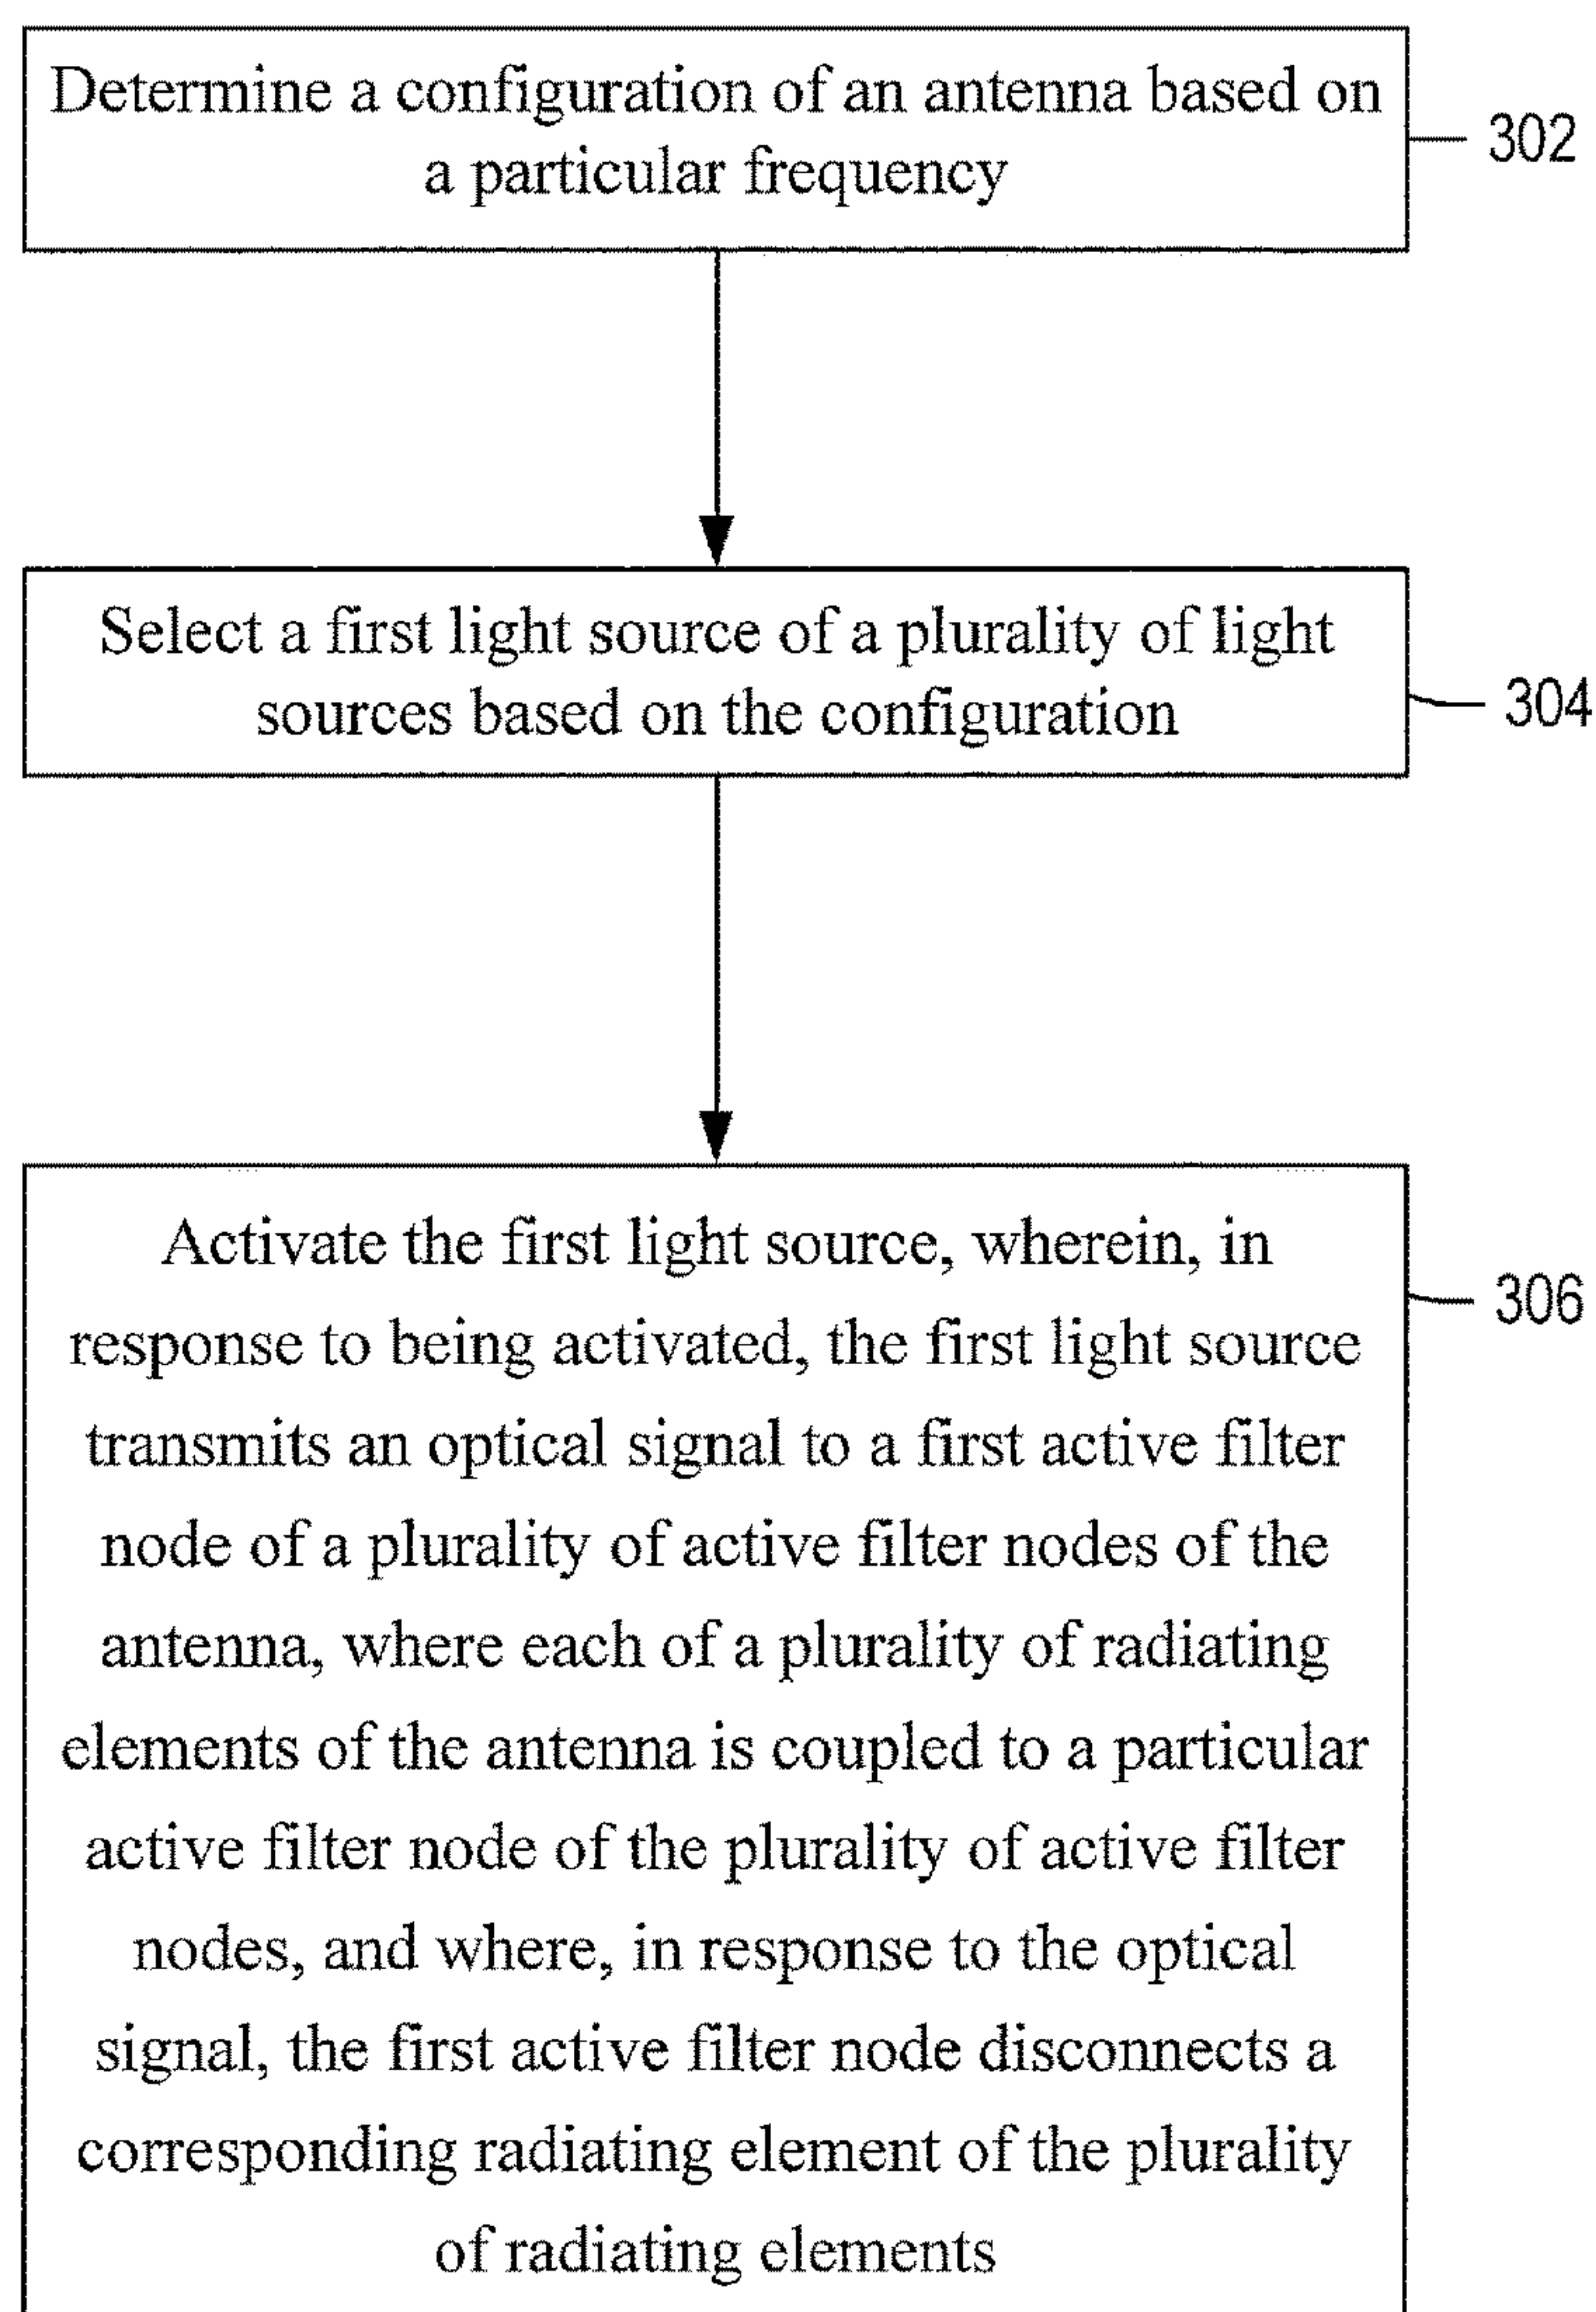 Determine a configuration of an antenna based on
a particular frequency
302
Select a first light source of a plurality of light
sources based on the configuration
304
Activate the first light source, wherein, in
response to being activated, the first light source
transmits an optical signal to a first active filter
node of a plurality of active filter nodes of the
antenna, where each of a plurality of radiating
elements of the antenna is coupled to a particular
active filter node of the plurality of active filter
nodes, and where, in response to the optical
signal, the first active filter node disconnects a
corresponding radiating element of the plurality
of radiating elements
306